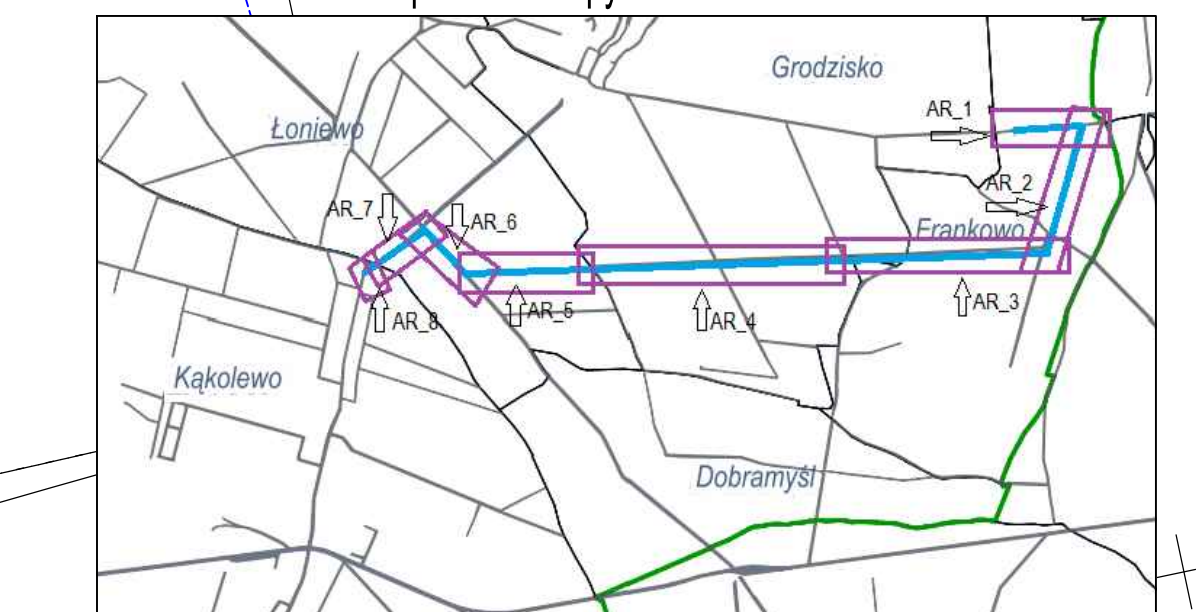 Grodzisko
AR_1
Łoniewo
AR_2
AR_7
AR_6
Frankowo
AR_3
AR_5
AR_4
AR_8
Kąkolewo
Dobramyśl